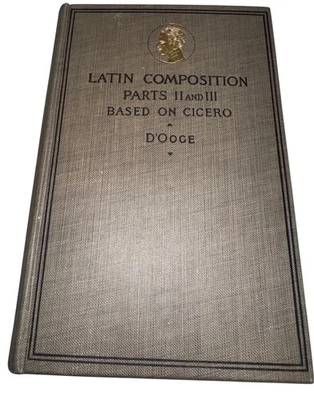 LATIN COMPOSITION
PARTS II AND III
BASED ON CICERO
D'OOGE